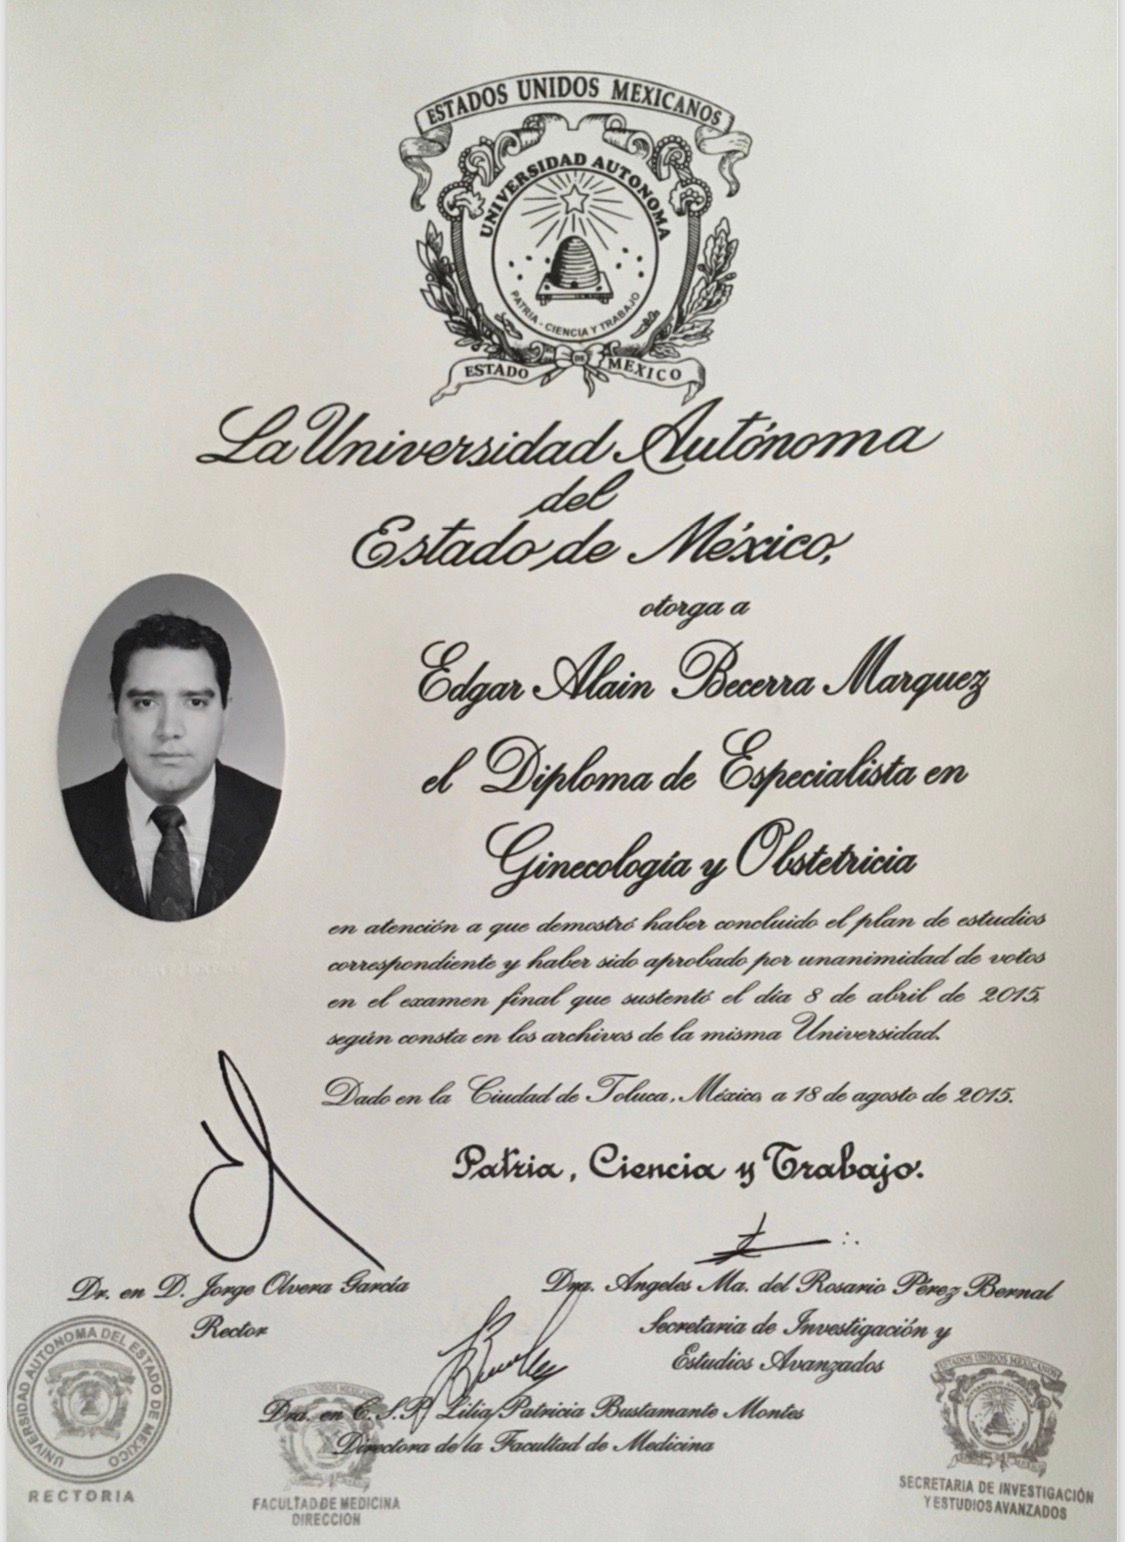 ESTADOS UNIDOS MEXICANOS
UNIVERSIDAD AUTONOMA
PATRIA - CIENCIA Y TRABAJO
ESTADO DE MEXICO
La Universidad Autónoma
del
Estado de México,
otorga a
Edgar Alain Becerra Marquez
el Diploma de Especialista en
Ginecología y Obstetricia
en atención a que demostró haber concluido el plan de estudios
correspondiente y haber sido aprobado por unanimidad de votos
en el examen final que sustentó el día 8 de abril de 2015,
según consta en los archivos de la misma Universidad.
Dado en la Ciudad de Toluca, México, a 18 de agosto de 2015.
Patria, Ciencia y Trabajo.
Dr. en D. Jorge Olvera García
Rector
Dra. Angeles Ma. del Rosario Pérez Bernal
Secretaria de Investigación y
Estudios Avanzados
Dra. en C.S.P. Lilia Patricia Bustamante Montes
Directora de la Facultad de Medicina
UNIVERSIDAD AUTONOMA DEL ESTADO DE MEXICO
UAEM
RECTORIA
ESTADOS UNIDOS MEXICANOS
FACULTAD DE MEDICINA
DIRECCION
ESTADOS UNIDOS MEXICANOS
SECRETARIA DE INVESTIGACIÓN
Y ESTUDIOS AVANZADOS